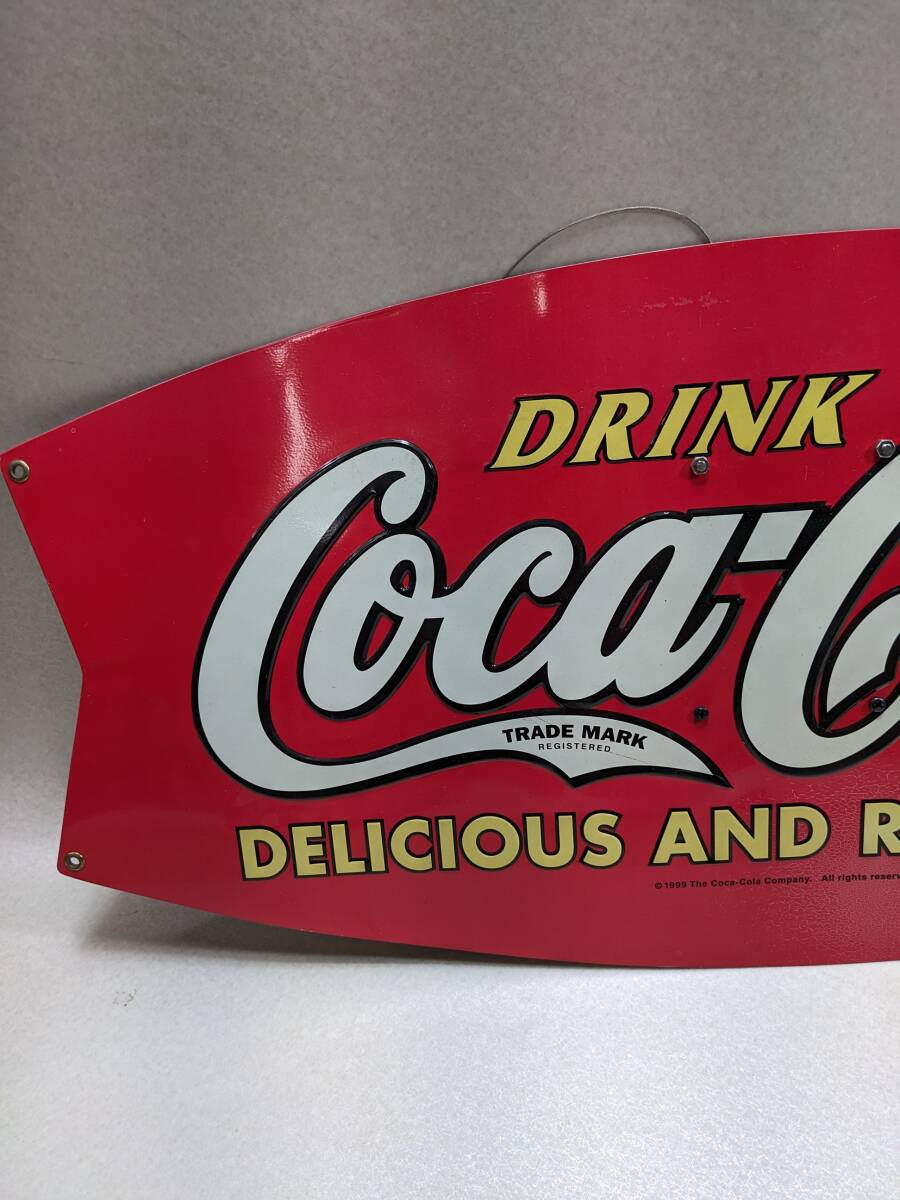 DRINK
Coca-C
TRADE MARK
REGISTERED
DELICIOUS AND R
©1999 The Coca-Cola Company. All rights reserv